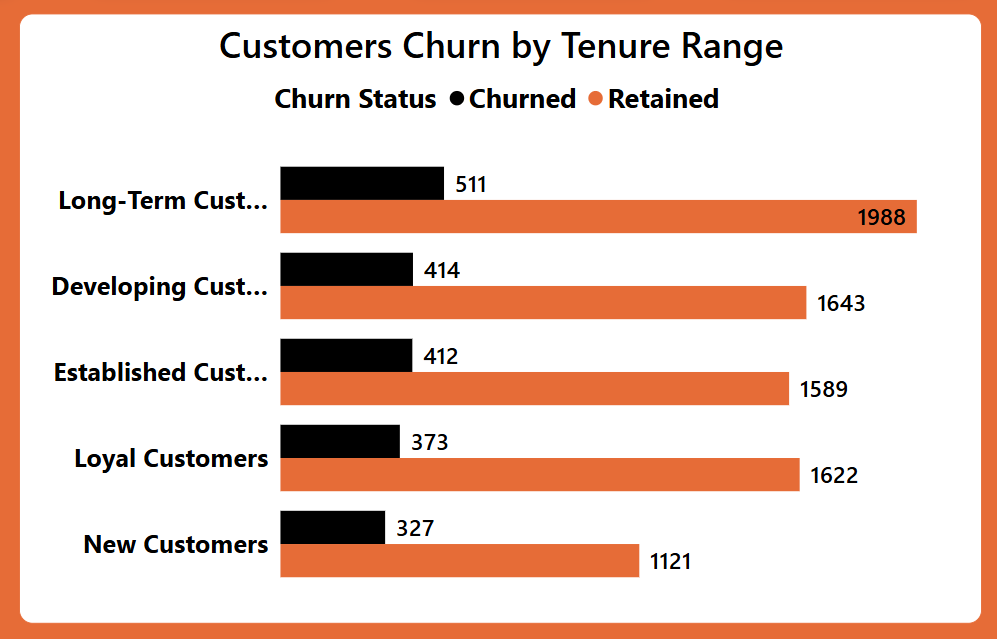 Customers Churn by Tenure Range
Churn Status Churned Retained
Long-Term Cust...
511
1988
Developing Cust...
414
1643
Established Cust...
412
1589
Loyal Customers
373
1622
New Customers
327
1121